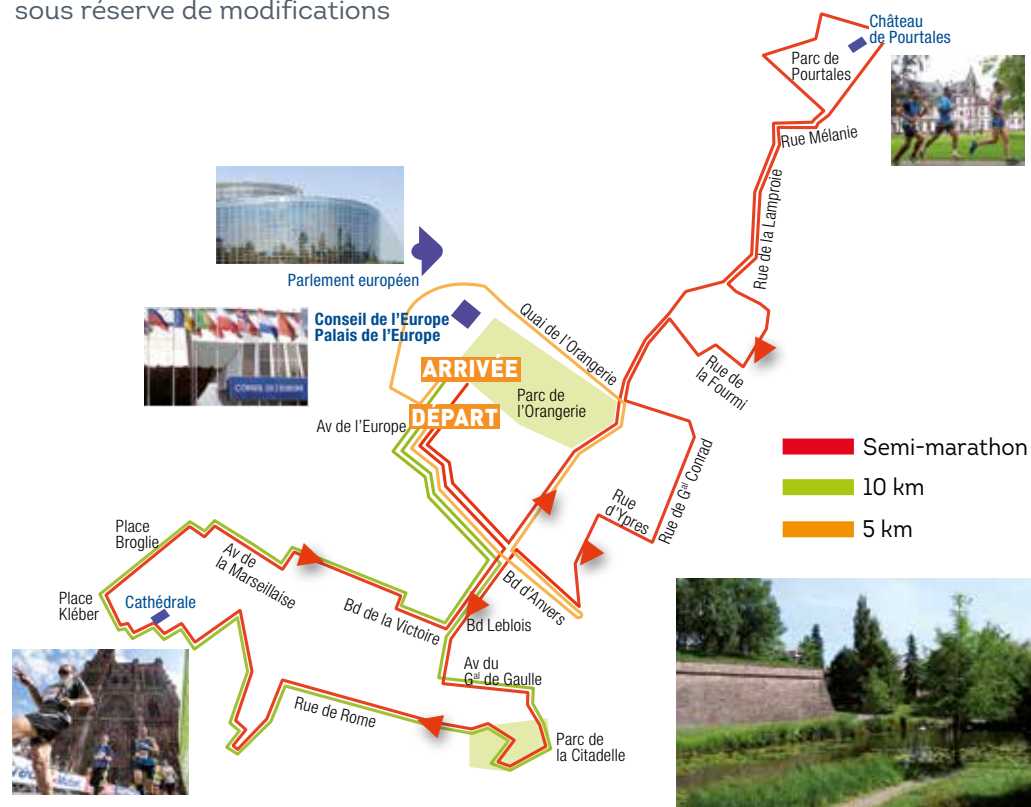 sous réserve de modifications
Château
de Pourtales
Parc de
Pourtales
Rue Mélanie
Rue de la Lamproie
Parlement européen
Conseil de l'Europe
Palais de l'Europe
Quai de l'Orangerie
CONSEIL DE L'EUROPE
ARRIVÉE
DÉPART
Parc de
l'Orangerie
Rue de
la Fourmi
Av de l'Europe
Rue de Gal Conrad
Rue
d'Ypres
Semi-marathon
10 km
5 km
Place
Broglie
Av de
la Marseillaise
Place
Kléber
Cathédrale
Bd de la Victoire
Bd d'Anvers
Bd Leblois
Av du
Gal de Gaulle
Rue de Rome
Parc de
la Citadelle